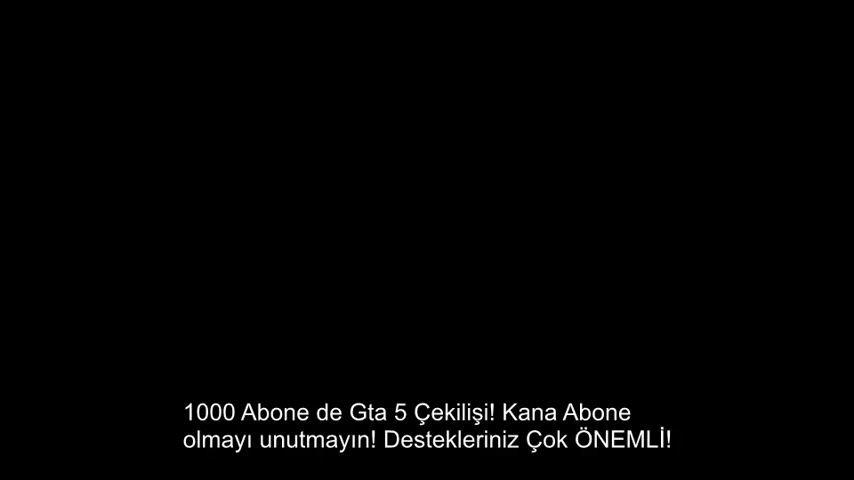 1000 Abone de Gta 5 Çekilişi! Kana Abone
olmayı unutmayın! Destekleriniz Çok ÖNEMLİ!